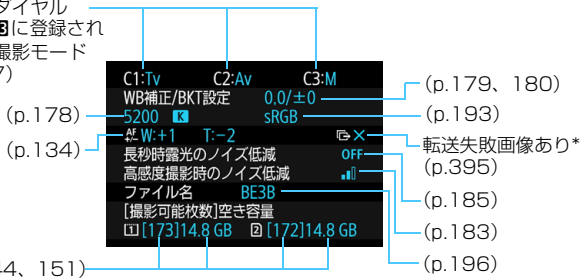 ダイヤル
3に登録され
撮影モード
7)
C1:Tv C2:Av C3:M
WB補正/BKT設定 0.0/±0
(p.179、180)
(p.178)
5200 K sRGB
(p.193)
(p.134)
AF W:+1 T:−2
転送失敗画像あり*
(p.395)
長秒時露光のノイズ低減 OFF
(p.185)
高感度撮影時のノイズ低減
(p.183)
ファイル名 BE3B
(p.196)
[撮影可能枚数]空き容量
1 [173]14.8 GB 2 [172]14.8 GB
4、151)